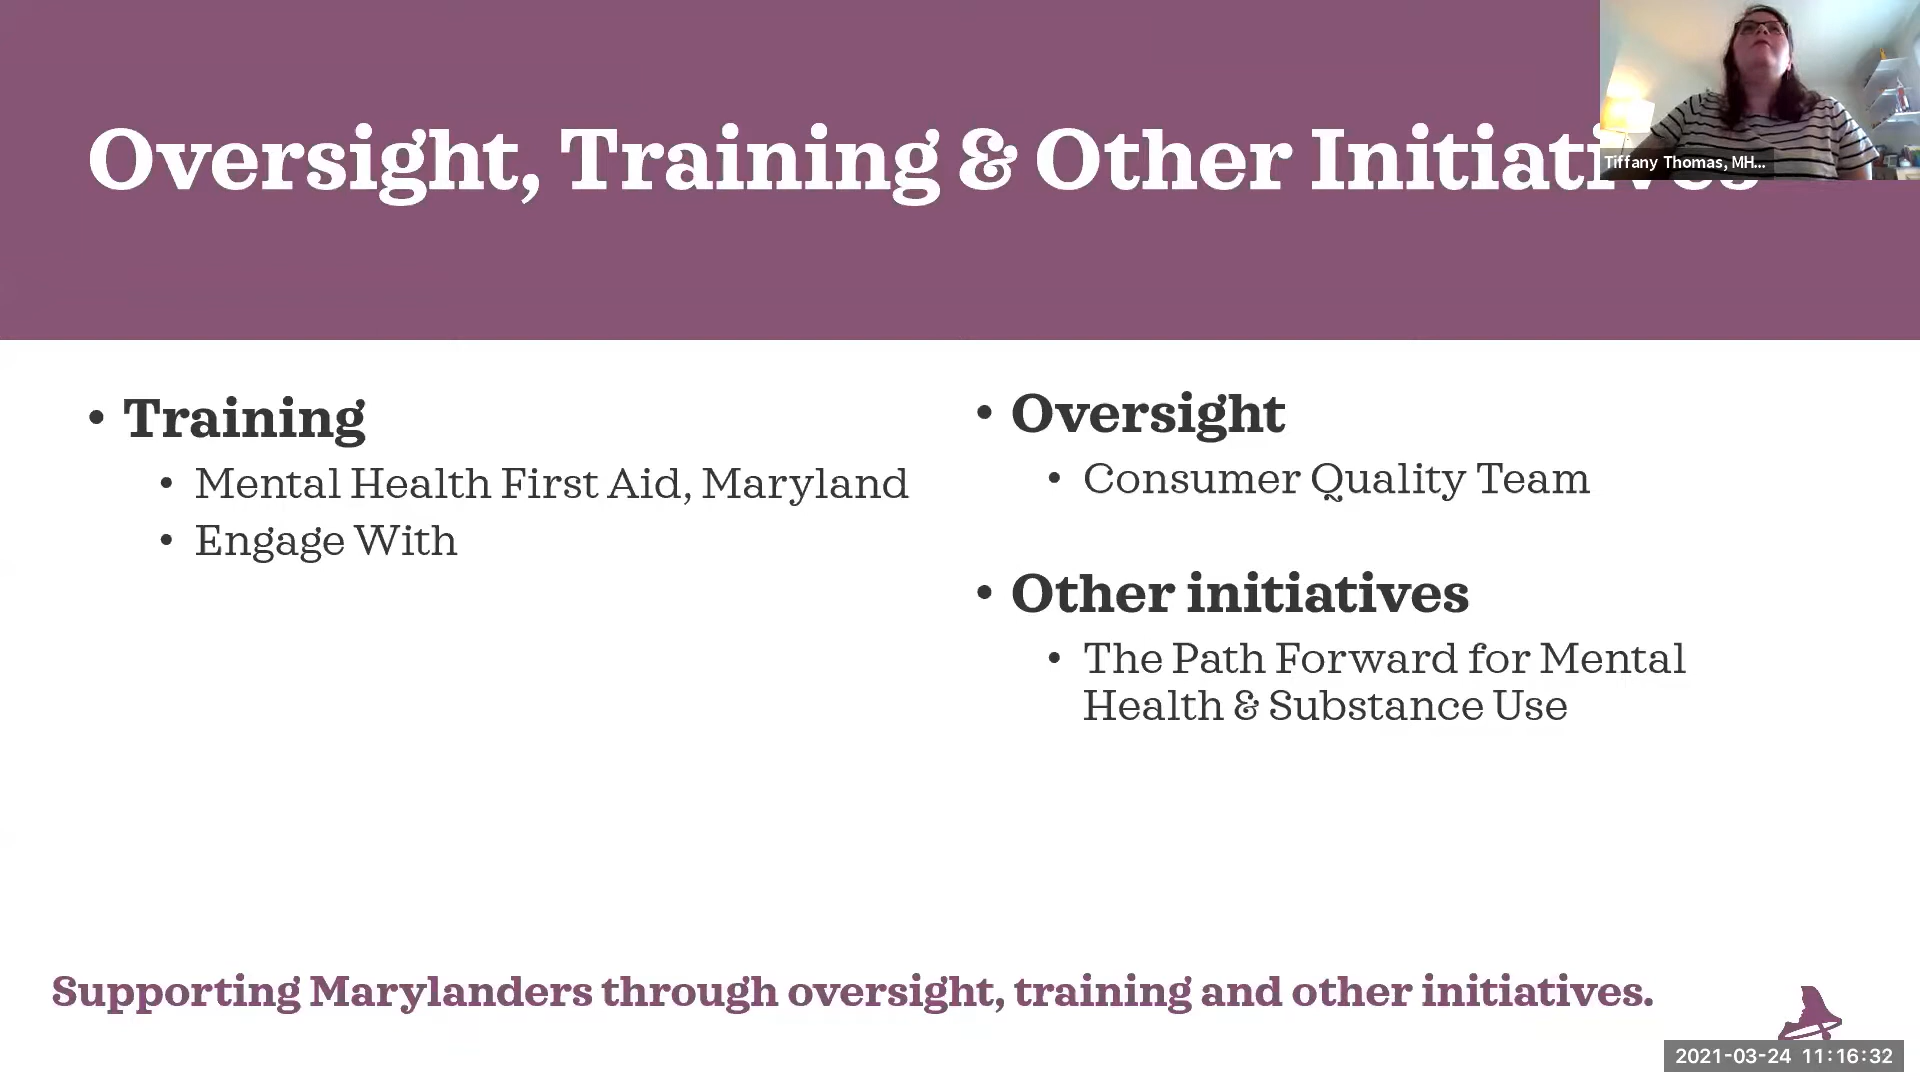 Oversight, Training & Other Initiatives
Tiffany Thomas, MH...
• Training
• Mental Health First Aid, Maryland
• Engage With
• Oversight
• Consumer Quality Team
• Other initiatives
• The Path Forward for Mental
Health & Substance Use
Supporting Marylanders through oversight, training and other initiatives.
2021-03-24 11:16:32